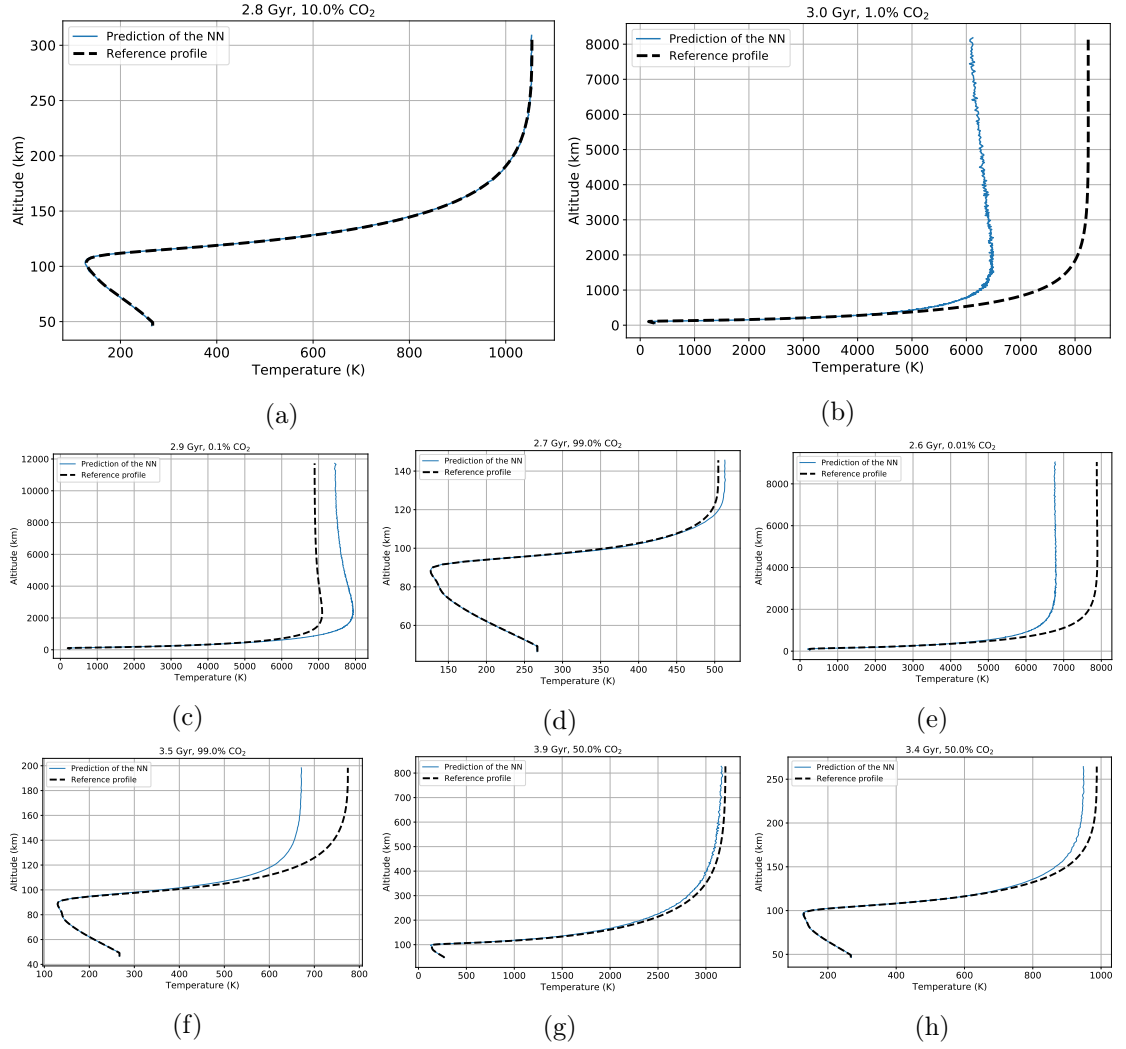 2.8 Gyr, 10.0% CO₂
Prediction of the NN
Reference profile
Altitude (km)
300
250
200
150
100
50
200
400
600
800
1000
Temperature (K)
(a)
3.0 Gyr, 1.0% CO₂
Prediction of the NN
Reference profile
Altitude (km)
8000
7000
6000
5000
4000
3000
2000
1000
0
0
1000
2000
3000
4000
5000
6000
7000
8000
Temperature (K)
(b)
2.9 Gyr, 0.1% CO₂
Prediction of the NN
Reference profile
Altitude (km)
12000
10000
8000
6000
4000
2000
0
0
1000
2000
3000
4000
5000
6000
7000
8000
Temperature (K)
(c)
2.7 Gyr, 99.0% CO₂
Prediction of the NN
Reference profile
Altitude (km)
140
120
100
80
60
150
200
250
300
350
400
450
500
Temperature (K)
(d)
2.6 Gyr, 0.01% CO₂
Prediction of the NN
Reference profile
Altitude (km)
8000
6000
4000
2000
0
0
1000
2000
3000
4000
5000
6000
7000
8000
Temperature (K)
(e)
3.5 Gyr, 99.0% CO₂
Prediction of the NN
Reference profile
Altitude (km)
200
180
160
140
120
100
80
60
40
100
200
300
400
500
600
700
800
Temperature (K)
(f)
3.9 Gyr, 50.0% CO₂
Prediction of the NN
Reference profile
Altitude (km)
800
700
600
500
400
300
200
100
0
500
1000
1500
2000
2500
3000
Temperature (K)
(g)
3.4 Gyr, 50.0% CO₂
Prediction of the NN
Reference profile
Altitude (km)
250
200
150
100
50
200
400
600
800
1000
Temperature (K)
(h)